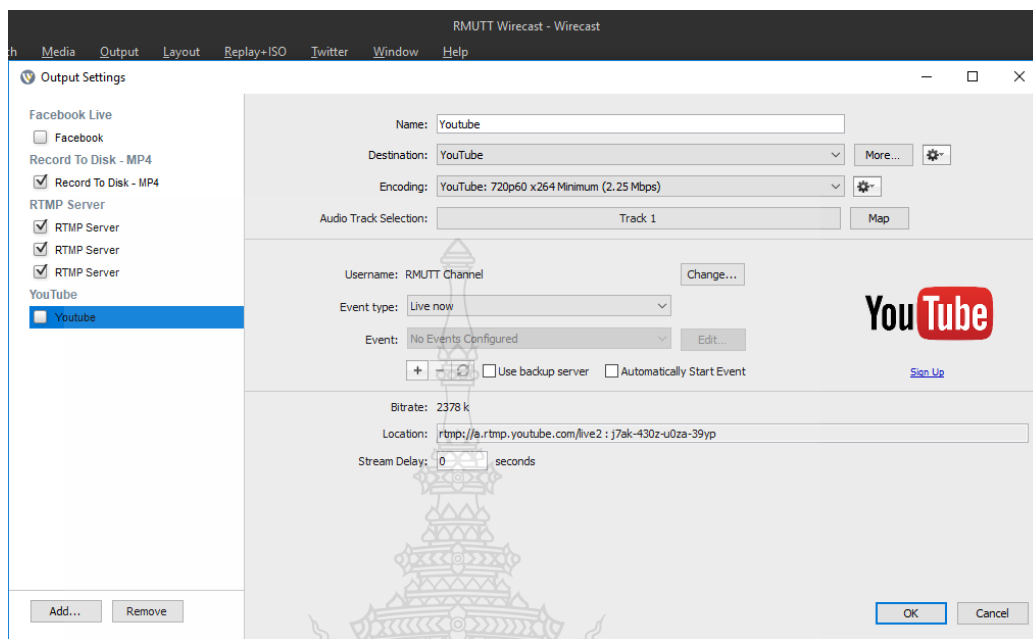 RMUTT Wirecast - Wirecast
Media Output Layout Replay+ISO Twitter Window Help
Output Settings
Facebook Live
Facebook
Record To Disk - MP4
Record To Disk - MP4
RTMP Server
RTMP Server
RTMP Server
RTMP Server
YouTube
Youtube
Add... Remove
Name: Youtube
Destination: YouTube More...
Encoding: YouTube: 720p60 x264 Minimum (2.25 Mbps)
Audio Track Selection: Track 1 Map
Username: RMUTT Channel Change...
Event type: Live now
Event: No Events Configured Edit...
+ - Use backup server Automatically Start Event
YouTube
Sign Up
Bitrate: 2378 k
Location: rtmp://a.rtmp.youtube.com/live2 : j7ak-430z-u0za-39yp
Stream Delay: 0 seconds
OK Cancel